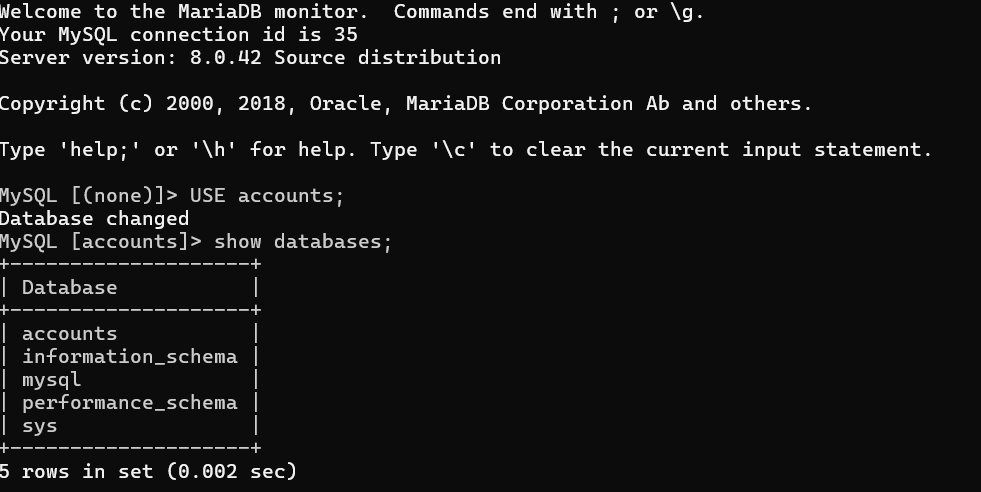 Welcome to the MariaDB monitor.  Commands end with ; or \g.
Your MySQL connection id is 35
Server version: 8.0.42 Source distribution

Copyright (c) 2000, 2018, Oracle, MariaDB Corporation Ab and others.

Type 'help;' or '\h' for help. Type '\c' to clear the current input statement.

MySQL [(none)]> USE accounts;
Database changed
MySQL [accounts]> show databases;
+--------------------+
| Database           |
+--------------------+
| accounts           |
| information_schema |
| mysql              |
| performance_schema |
| sys                |
+--------------------+
5 rows in set (0.002 sec)